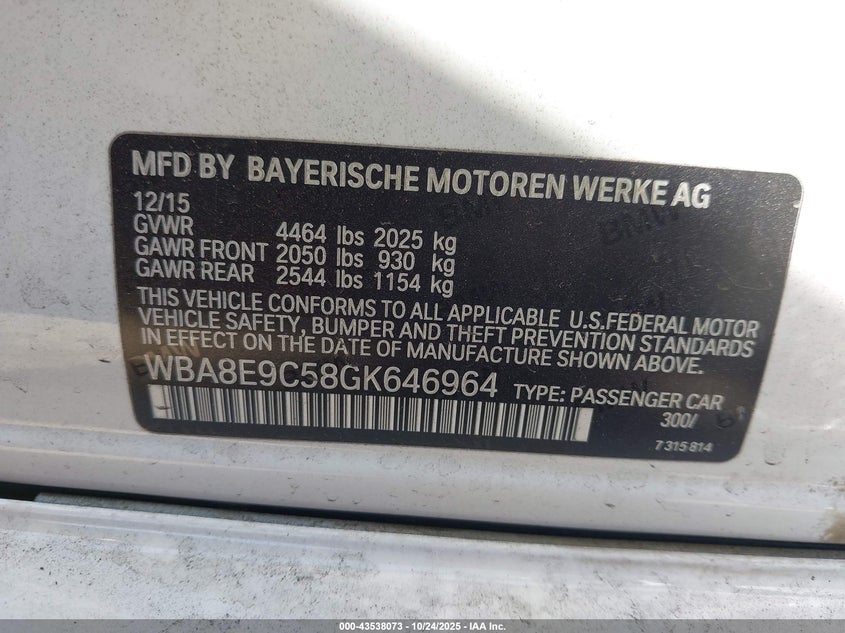 MFD BY BAYERISCHE MOTOREN WERKE AG
12/15
GVWR 4464 lbs 2025 kg
GAWR FRONT 2050 lbs 930 kg
GAWR REAR 2544 lbs 1154 kg
THIS VEHICLE CONFORMS TO ALL APPLICABLE U.S.FEDERAL MOTOR
VEHICLE SAFETY, BUMPER AND THEFT PREVENTION STANDARDS
IN EFFECT ON THE DATE OF MANUFACTURE SHOWN ABOVE.
WBA8E9C58GK646964 TYPE: PASSENGER CAR
300/
7 315 814
000-43538073 | 10/24/2025 - IAA Inc.